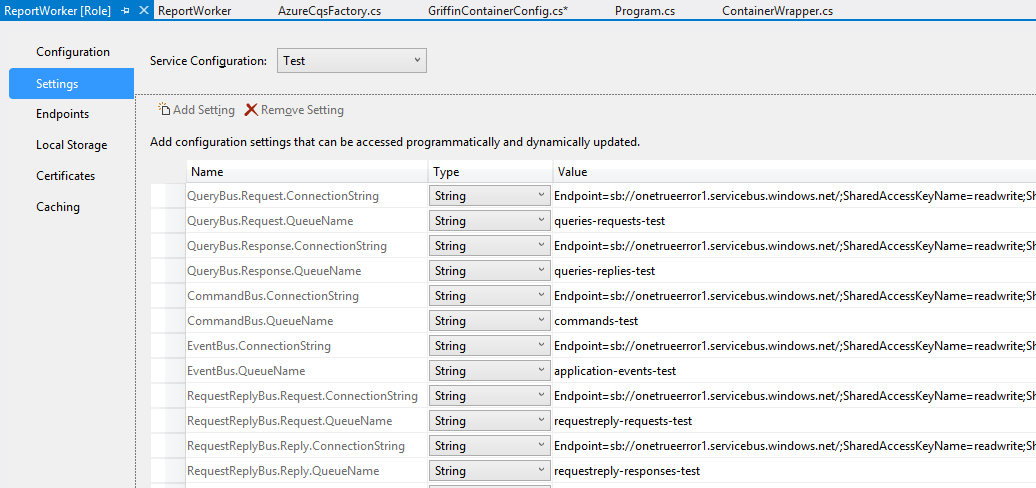 ReportWorker [Role] ReportWorker AzureCqsFactory.cs GriffinContainerConfig.cs* Program.cs ContainerWrapper.cs
Configuration
Service Configuration: Test
Settings
Add Setting Remove Setting
Endpoints
Local Storage
Add configuration settings that can be accessed programmatically and dynamically updated.
Certificates
Name Type Value
Caching
QueryBus.Request.ConnectionString String Endpoint=sb://onetrueerror1.servicebus.windows.net/;SharedAccessKeyName=readwrite;Sh
QueryBus.Request.QueueName String queries-requests-test
QueryBus.Response.ConnectionString String Endpoint=sb://onetrueerror1.servicebus.windows.net/;SharedAccessKeyName=readwrite;Sh
QueryBus.Response.QueueName String queries-replies-test
CommandBus.ConnectionString String Endpoint=sb://onetrueerror1.servicebus.windows.net/;SharedAccessKeyName=readwrite;Sh
CommandBus.QueueName String commands-test
EventBus.ConnectionString String Endpoint=sb://onetrueerror1.servicebus.windows.net/;SharedAccessKeyName=readwrite;Sh
EventBus.QueueName String application-events-test
RequestReplyBus.Request.ConnectionString String Endpoint=sb://onetrueerror1.servicebus.windows.net/;SharedAccessKeyName=readwrite;Sh
RequestReplyBus.Request.QueueName String requestreply-requests-test
RequestReplyBus.Reply.ConnectionString String Endpoint=sb://onetrueerror1.servicebus.windows.net/;SharedAccessKeyName=readwrite;Sh
RequestReplyBus.Reply.QueueName String requestreply-responses-test